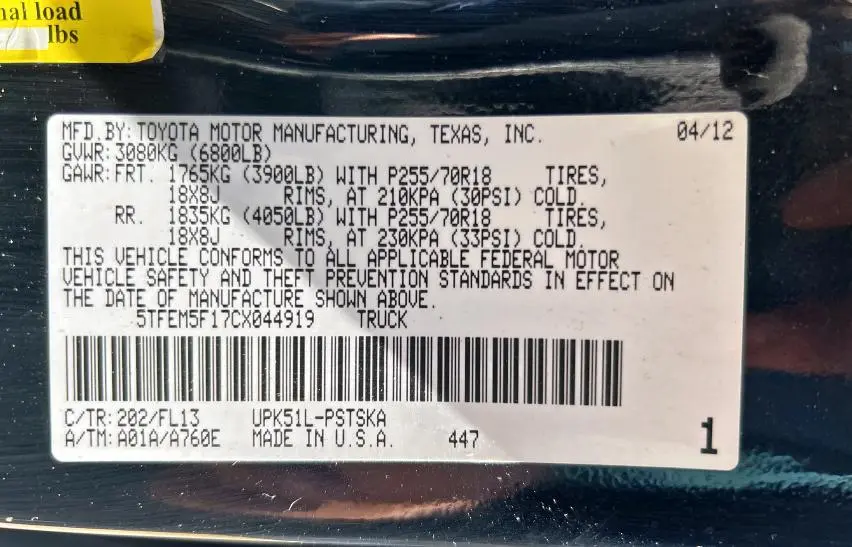 nal load
lbs
MFD.BY: TOYOTA MOTOR MANUFACTURING, TEXAS, INC. 04/12
GVWR: 3080KG (6800LB)
GAWR: FRT. 1765KG (3900LB) WITH P255/70R18 TIRES,
18X8J RIMS, AT 210KPA (30PSI) COLD.
RR. 1835KG (4050LB) WITH P255/70R18 TIRES,
18X8J RIMS, AT 230KPA (33PSI) COLD.
THIS VEHICLE CONFORMS TO ALL APPLICABLE FEDERAL MOTOR
VEHICLE SAFETY AND THEFT PREVENTION STANDARDS IN EFFECT ON
THE DATE OF MANUFACTURE SHOWN ABOVE.
5TFEM5F17CX044919 TRUCK
C/TR: 202/FL13 UPK51L-PSTSKA
A/TM: A01A/A760E MADE IN U.S.A. 447 1